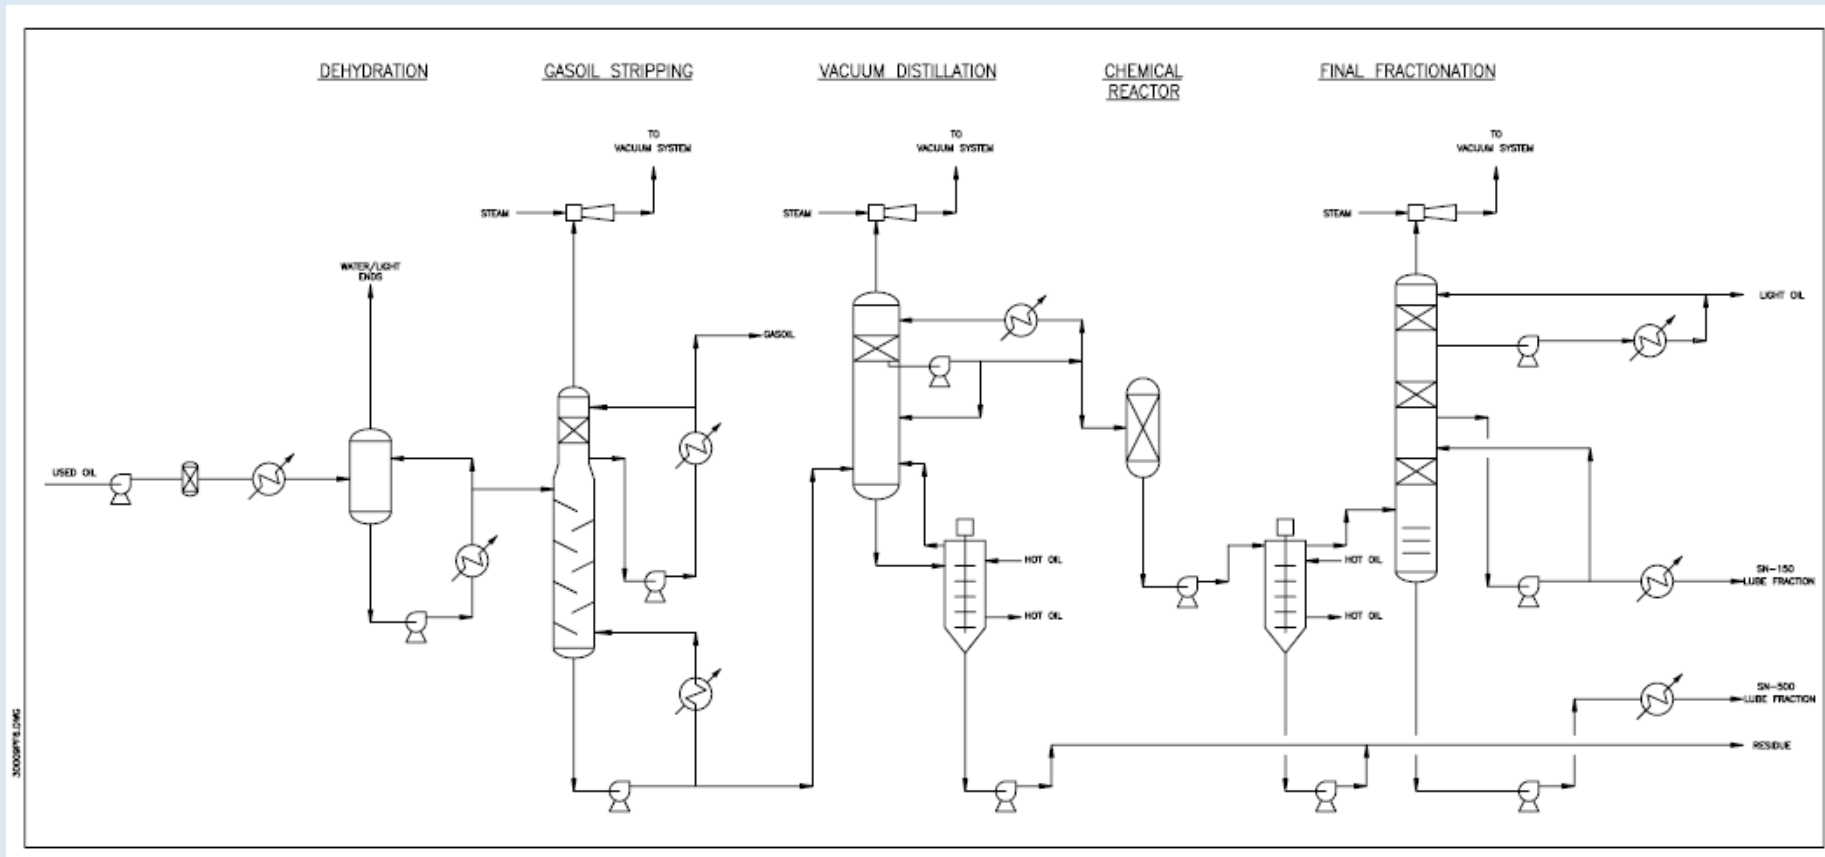 DEHYDRATION
GASOIL STRIPPING
VACUUM DISTILLATION
CHEMICAL
REACTOR
FINAL FRACTIONATION
TO
VACUUM SYSTEM
TO
VACUUM SYSTEM
TO
VACUUM SYSTEM
STEAM
STEAM
STEAM
WATER/LIGHT
ENDS
LIGHT OIL
GASOIL
USED OIL
HOT OIL
HOT OIL
HOT OIL
HOT OIL
SN-150
LUBE FRACTION
SN-500
LUBE FRACTION
RESIDUE